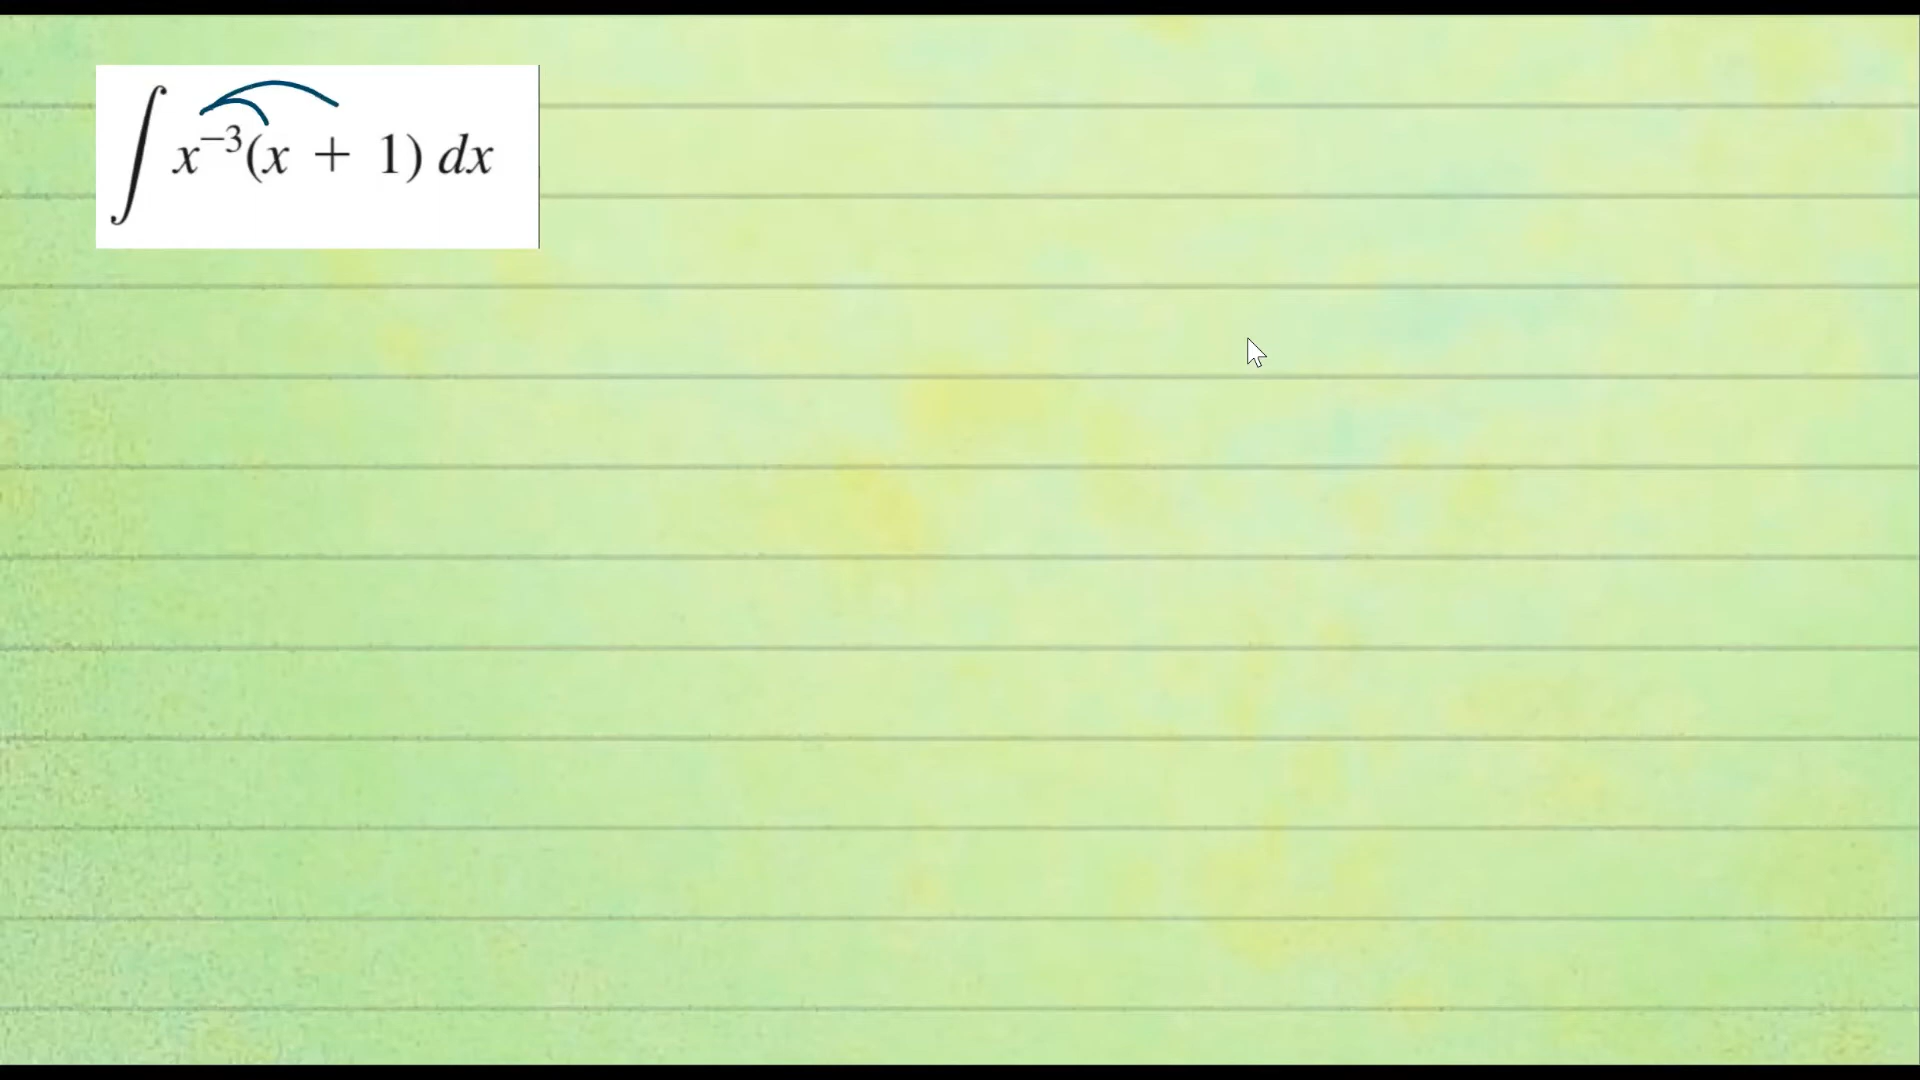 ∫ x⁻³(x + 1) dx